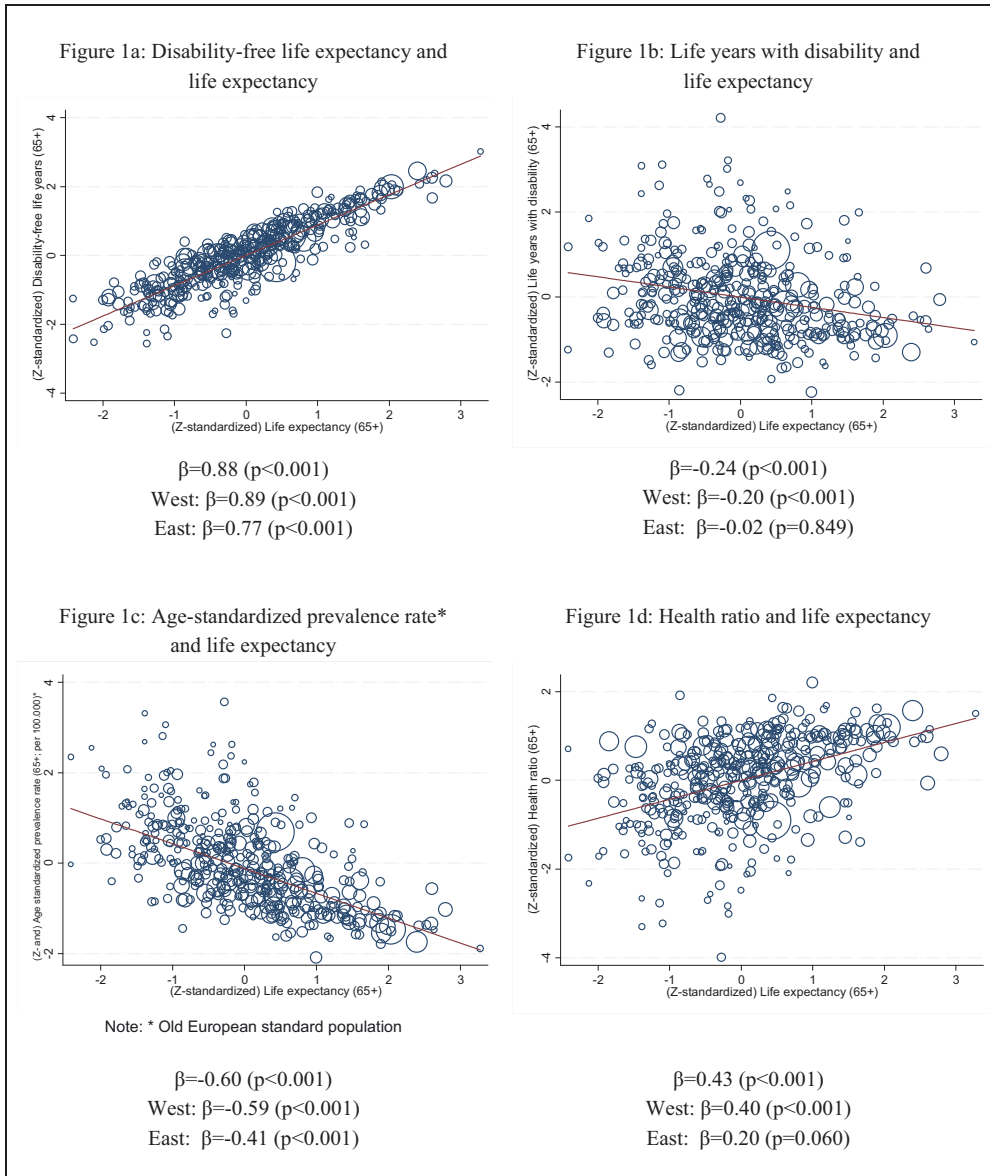 Figure 1a: Disability-free life expectancy and
life expectancy
(Z-standardized) Disability-free life years (65+)
4
2
0
-2
-4
-2
-1
0
1
2
3
(Z-standardized) Life expectancy (65+)
β=0.88 (p<0.001)
West: β=0.89 (p<0.001)
East: β=0.77 (p<0.001)
Figure 1b: Life years with disability and
life expectancy
(Z-standardized) Life years with disability (65+)
4
2
0
-2
-2
-1
0
1
2
3
(Z-standardized) Life expectancy (65+)
β=-0.24 (p<0.001)
West: β=-0.20 (p<0.001)
East: β=-0.02 (p=0.849)
Figure 1c: Age-standardized prevalence rate*
and life expectancy
(Z- and) Age standardized prevalence rate (65+ per 100.000)*
4
2
0
-2
-2
-1
0
1
2
3
(Z-standardized) Life expectancy (65+)
Note: * Old European standard population
β=-0.60 (p<0.001)
West: β=-0.59 (p<0.001)
East: β=-0.41 (p<0.001)
Figure 1d: Health ratio and life expectancy
(Z-standardized) Health ratio (65+)
2
0
-2
-4
-2
-1
0
1
2
3
(Z-standardized) Life expectancy (65+)
β=0.43 (p<0.001)
West: β=0.40 (p<0.001)
East: β=0.20 (p=0.060)